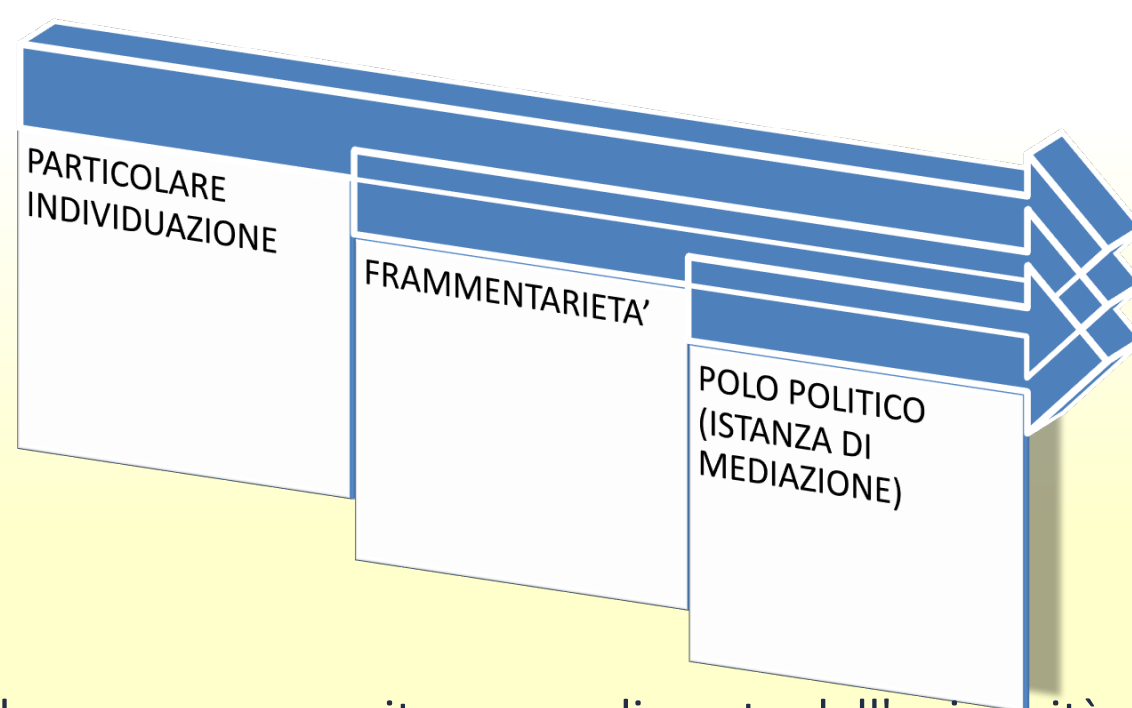 PARTICOLARE
INDIVIDUAZIONE
FRAMMENTARIETA’
POLO POLITICO
(ISTANZA DI
MEDIAZIONE)